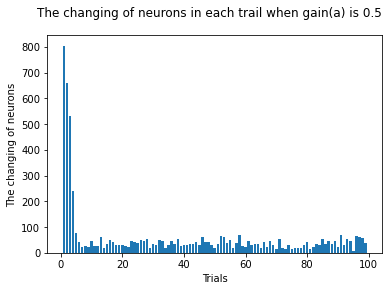 The changing of neurons in each trail when gain(a) is 0.5
800
700
600
500
400
300
200
100
0
The changing of neurons
0 20 40 60 80 100
Trials